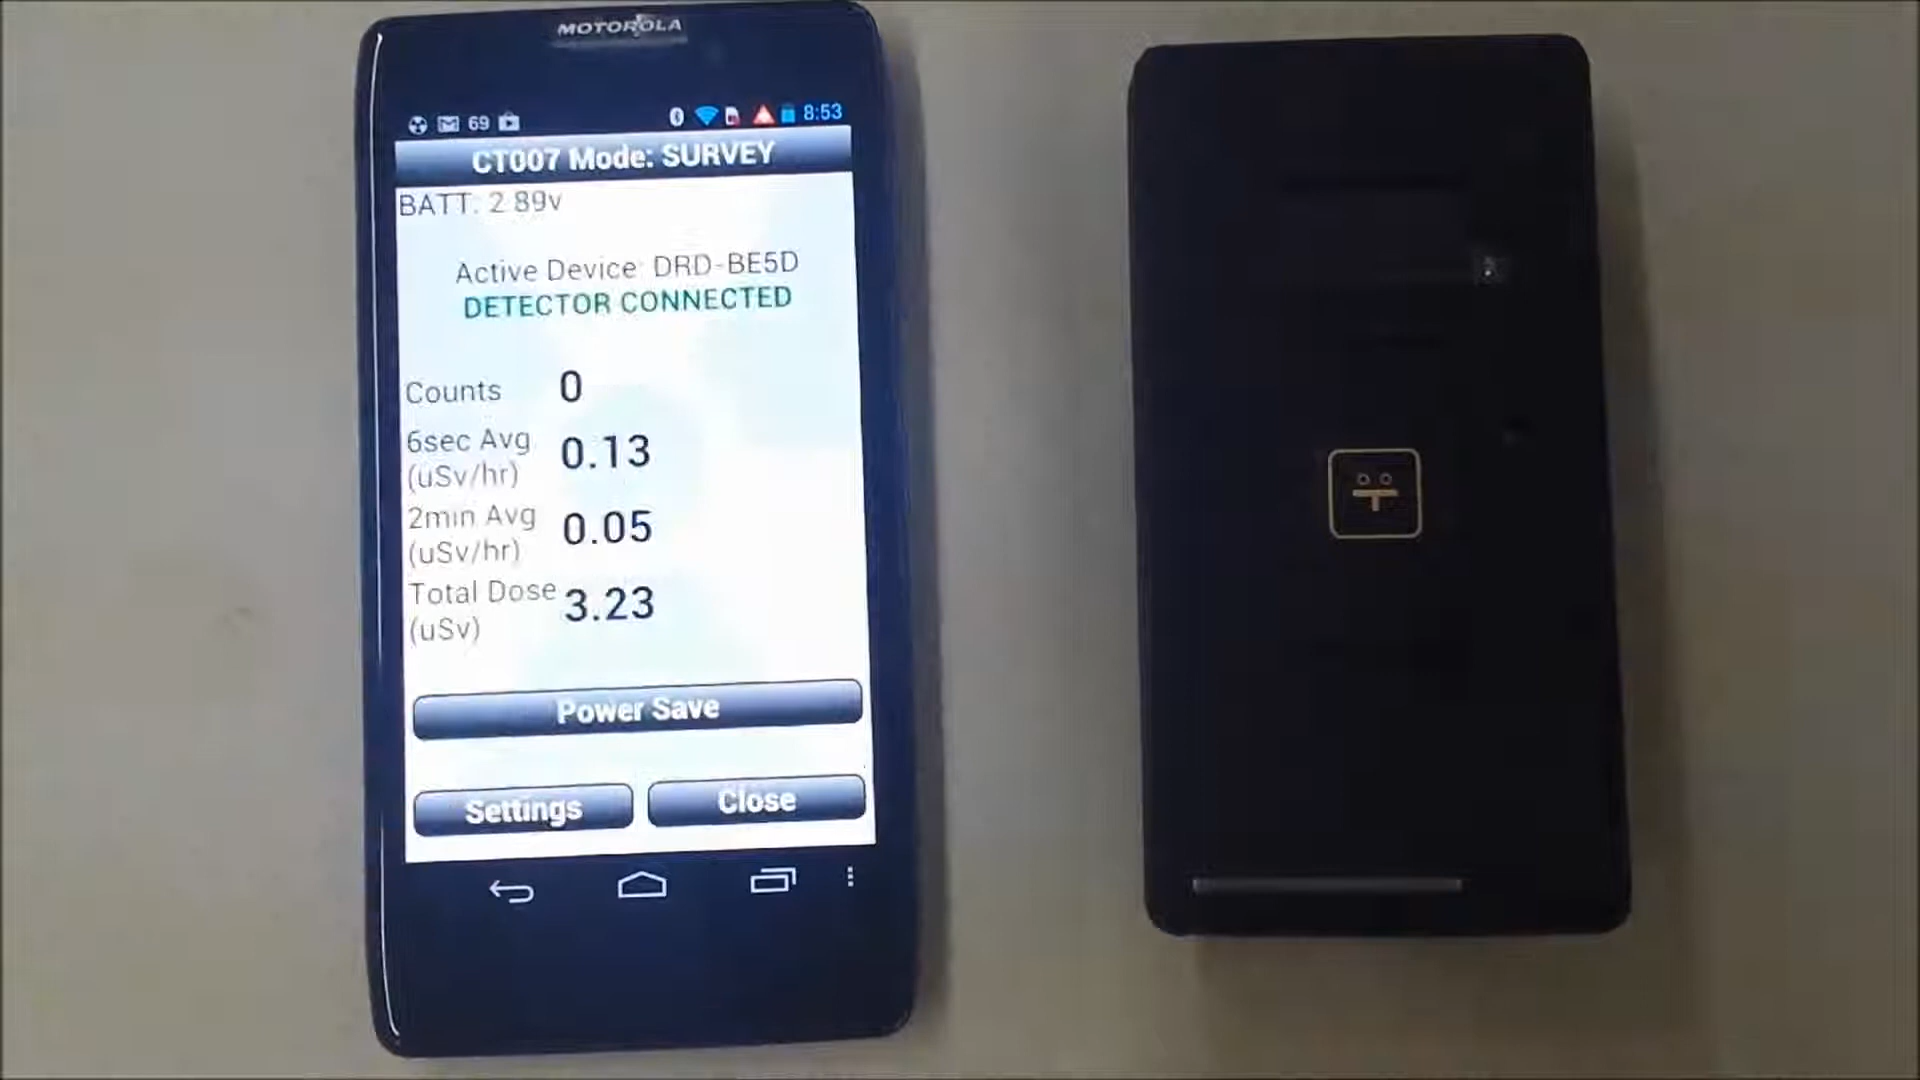 MOTOROLA
69 8:53
CT007 Mode: SURVEY
BATT: 2.89v
Active Device: DRD-BE5D
DETECTOR CONNECTED
Counts 0
6sec Avg (uSv/hr) 0.13
2min Avg (uSv/hr) 0.05
Total Dose (uSv) 3.23
Power Save
Settings Close